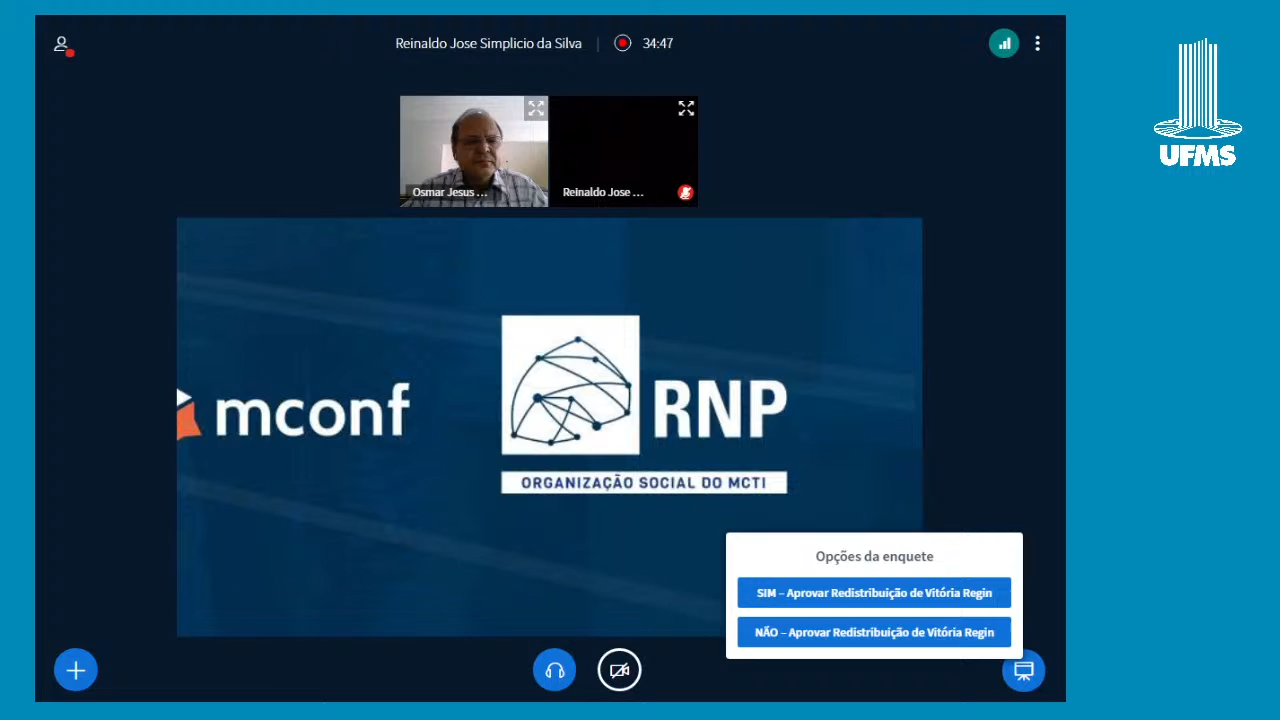 Reinaldo Jose Simplicio da Silva | 34:47
UFMS
Osmar Jesus ...
Reinaldo Jose ...
mconf
RNP
ORGANIZAÇÃO SOCIAL DO MCTI
Opções da enquete
SIM – Aprovar Redistribuição de Vitória Regin
NÃO – Aprovar Redistribuição de Vitória Regin